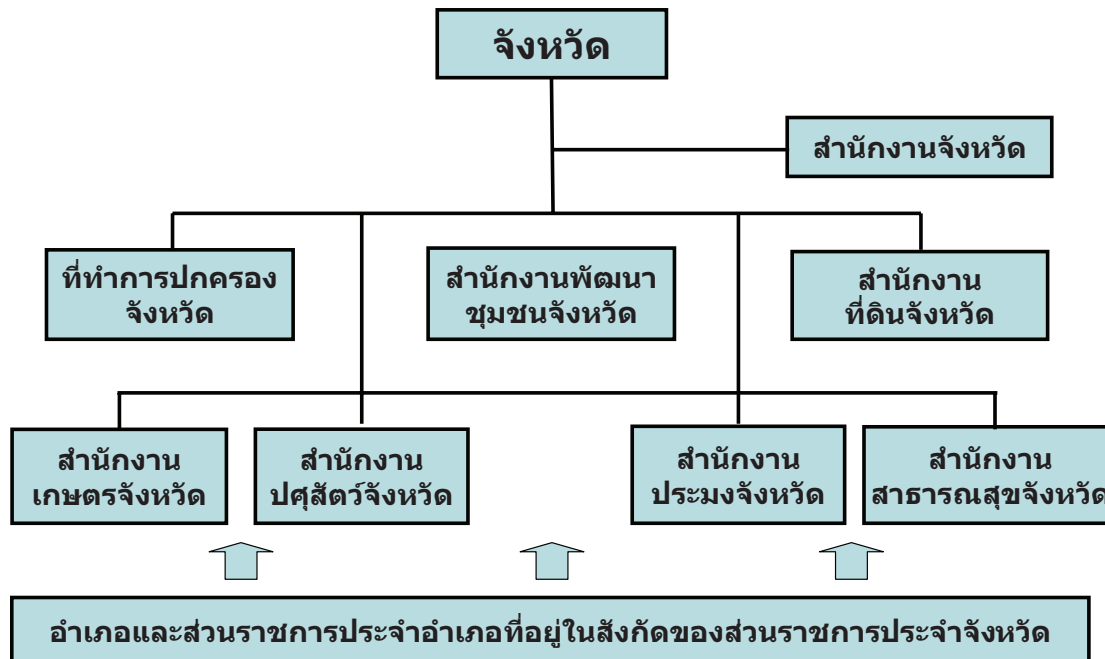 จังหวัด
สำนักงานจังหวัด
ที่ทำการปกครอง
จังหวัด
สำนักงานพัฒนา
ชุมชนจังหวัด
สำนักงาน
ที่ดินจังหวัด
สำนักงาน
เกษตรจังหวัด
สำนักงาน
ปศุสัตว์จังหวัด
สำนักงาน
ประมงจังหวัด
สำนักงาน
สาธารณสุขจังหวัด
อำเภอและส่วนราชการประจำอำเภอที่อยู่ในสังกัดของส่วนราชการประจำจังหวัด